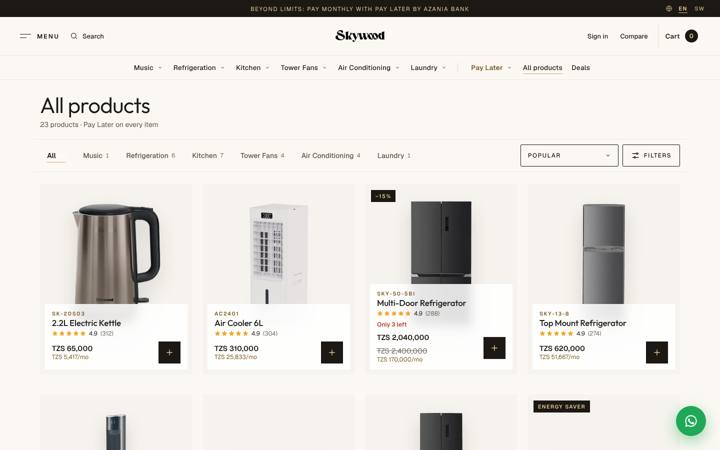 BEYOND LIMITS: PAY MONTHLY WITH PAY LATER BY AZANIA BANK
EN SW
MENU Search Skywood Sign in Compare Cart 0
Music Refrigeration Kitchen Tower Fans Air Conditioning Laundry Pay Later All products Deals
All products
23 products · Pay Later on every item
All Music 1 Refrigeration 6 Kitchen 7 Tower Fans 4 Air Conditioning 4 Laundry 1 POPULAR FILTERS
SK-20S03
2.2L Electric Kettle
4.9 (312)
TZS 65,000
TZS 5,417/mo
+
AC2401
Air Cooler 6L
4.9 (304)
TZS 310,000
TZS 25,833/mo
+
−15%
SKY-50-SBI
Multi-Door Refrigerator
4.9 (288)
Only 3 left
TZS 2,040,000
TZS 2,400,000
TZS 170,000/mo
+
SKY-13-8
Top Mount Refrigerator
4.9 (274)
TZS 620,000
TZS 51,667/mo
+
ENERGY SAVER